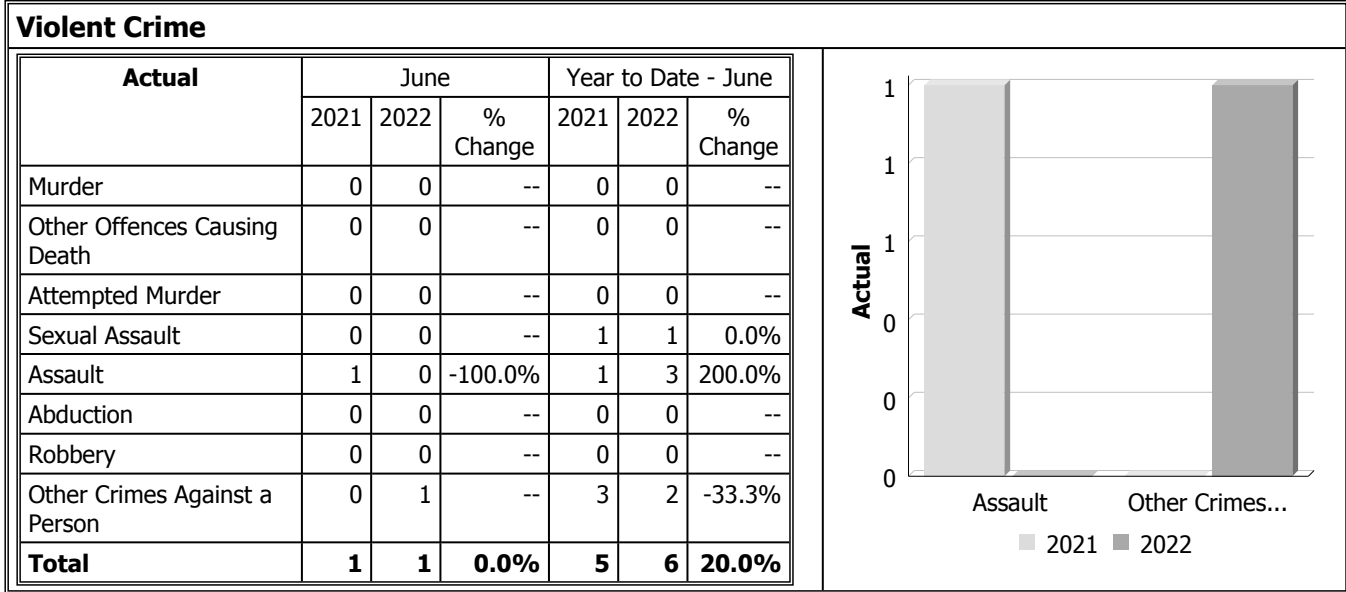 Violent Crime
Actual June Year to Date - June
2021 2022 % Change 2021 2022 % Change
Murder 0 0 -- 0 0 --
Other Offences Causing Death 0 0 -- 0 0 --
Attempted Murder 0 0 -- 0 0 --
Sexual Assault 0 0 -- 1 1 0.0%
Assault 1 0 -100.0% 1 3 200.0%
Abduction 0 0 -- 0 0 --
Robbery 0 0 -- 0 0 --
Other Crimes Against a Person 0 1 -- 3 2 -33.3%
Total 1 1 0.0% 5 6 20.0%
Actual
1
1
1
0
0
0
Assault Other Crimes...
2021 2022